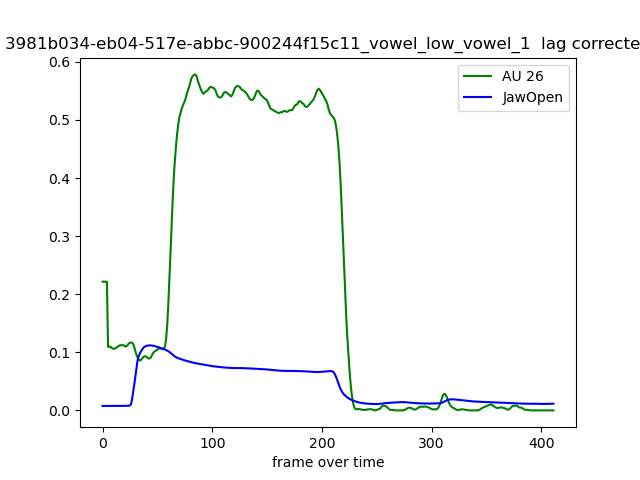 3981b034-eb04-517e-abbc-900244f15c11_vowel_low_vowel_1 lag correcte
AU 26
JawOpen
0.6
0.5
0.4
0.3
0.2
0.1
0.0
0 100 200 300 400
frame over time